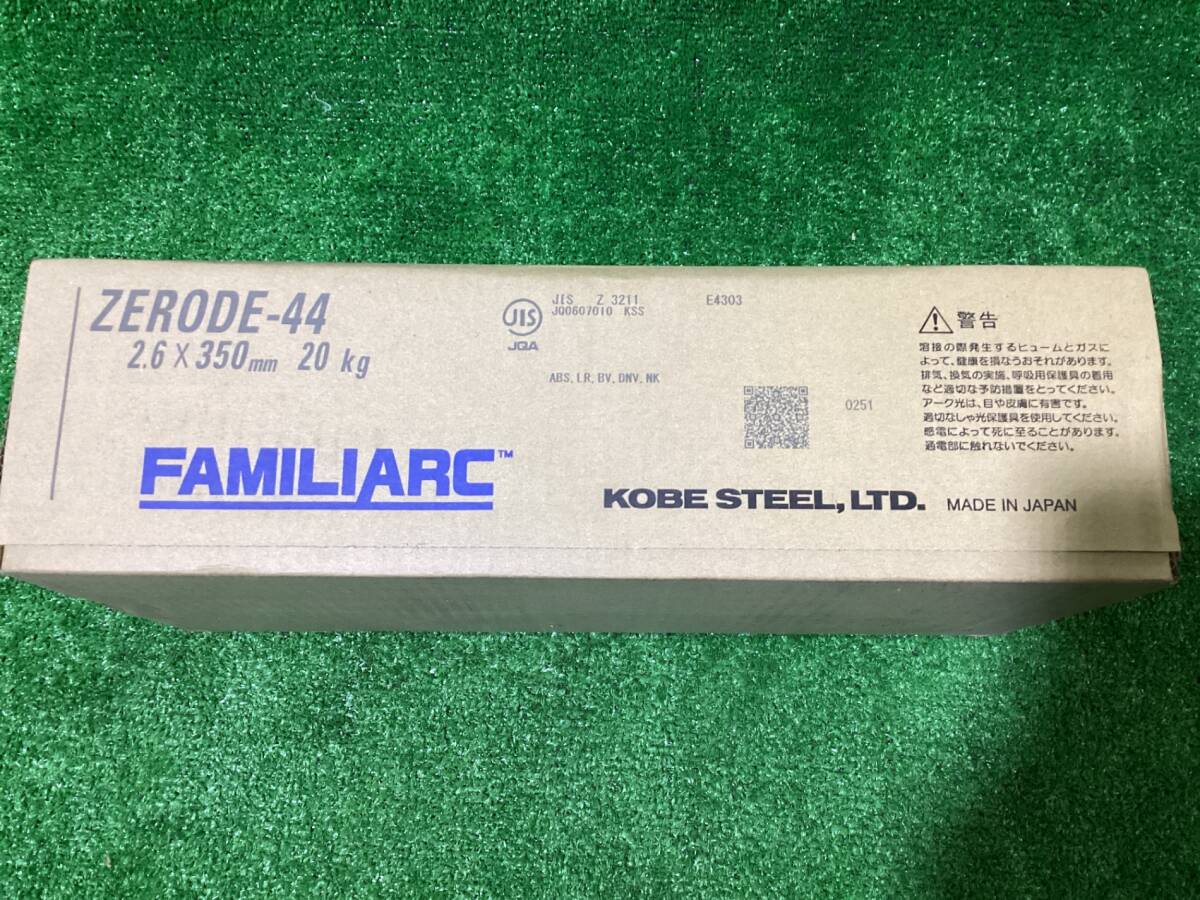 ZERODE-44
2.6 X 350mm 20 kg
FAMILIARC™
JIS
JQA
JIS Z 3211 E4303
JQ0607010 KSS
ABS, LR, BV, DNV, NK
0251
KOBE STEEL, LTD. MADE IN JAPAN
警告
溶接の際発生するヒュームとガスに
よって、健康を損なうおそれがあります。
排気、換気の実施、呼吸用保護具の着用
など適切な予防措置をとってください。
アーク光は、目や皮膚に有害です。
適切なしゃ光保護具を使用してください。
感電によって死に至ることがあります。
通電部に触れないでください。